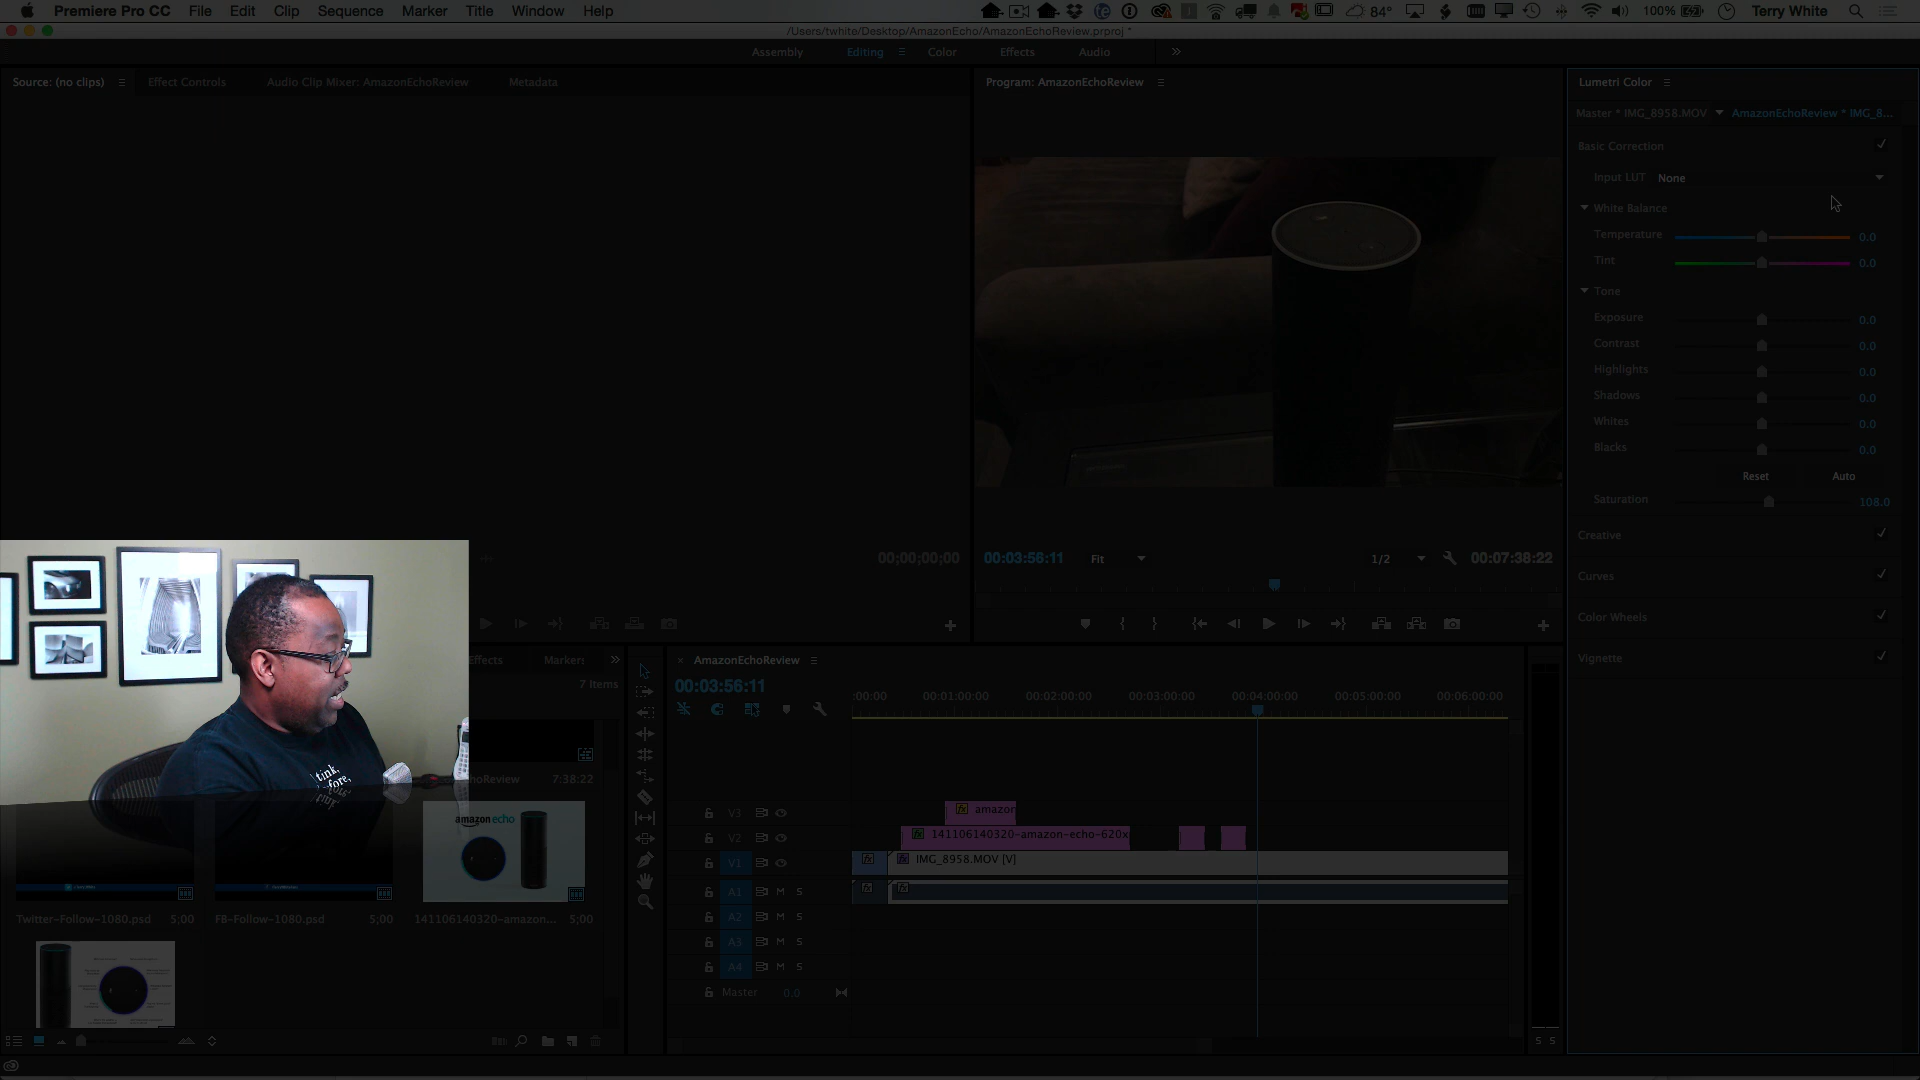 Premiere Pro CC File Edit Clip Sequence Marker Title Window Help 84° 100% Terry White
/Users/twhite/Desktop/AmazonEcho/AmazonEchoReview.prproj *
Assembly Editing Color Effects Audio
Source: (no clips) Effect Controls Audio Clip Mixer: AmazonEchoReview Metadata
Program: AmazonEchoReview
Lumetri Color
Master * IMG_8958.MOV AmazonEchoReview * IMG_8...
Basic Correction
Input LUT None
White Balance
Temperature 0.0
Tint 0.0
Tone
Exposure 0.0
Contrast 0.0
Highlights 0.0
Shadows 0.0
Whites 0.0
Blacks 0.0
Reset Auto
Saturation 108.0
Creative
Curves
Color Wheels
Vignette
00;00;00;00
00:03:56:11 Fit 1/2 00:07:38:22
ffects Markers
7 Items
hoReview 7:38:22
amazon echo
Twitter-Follow-1080.psd 5;00
FB-Follow-1080.psd 5;00
141106140320-amazon... 5;00
AmazonEchoReview
00:03:56:11
:00:00 00:01:00:00 00:02:00:00 00:03:00:00 00:04:00:00 00:05:00:00 00:06:00:00
V3 amazon
V2 141106140320-amazon-echo-620x
V1 IMG_8958.MOV [V]
A1 M S
A2 M S
A3 M S
A4 M S
Master 0.0
S S